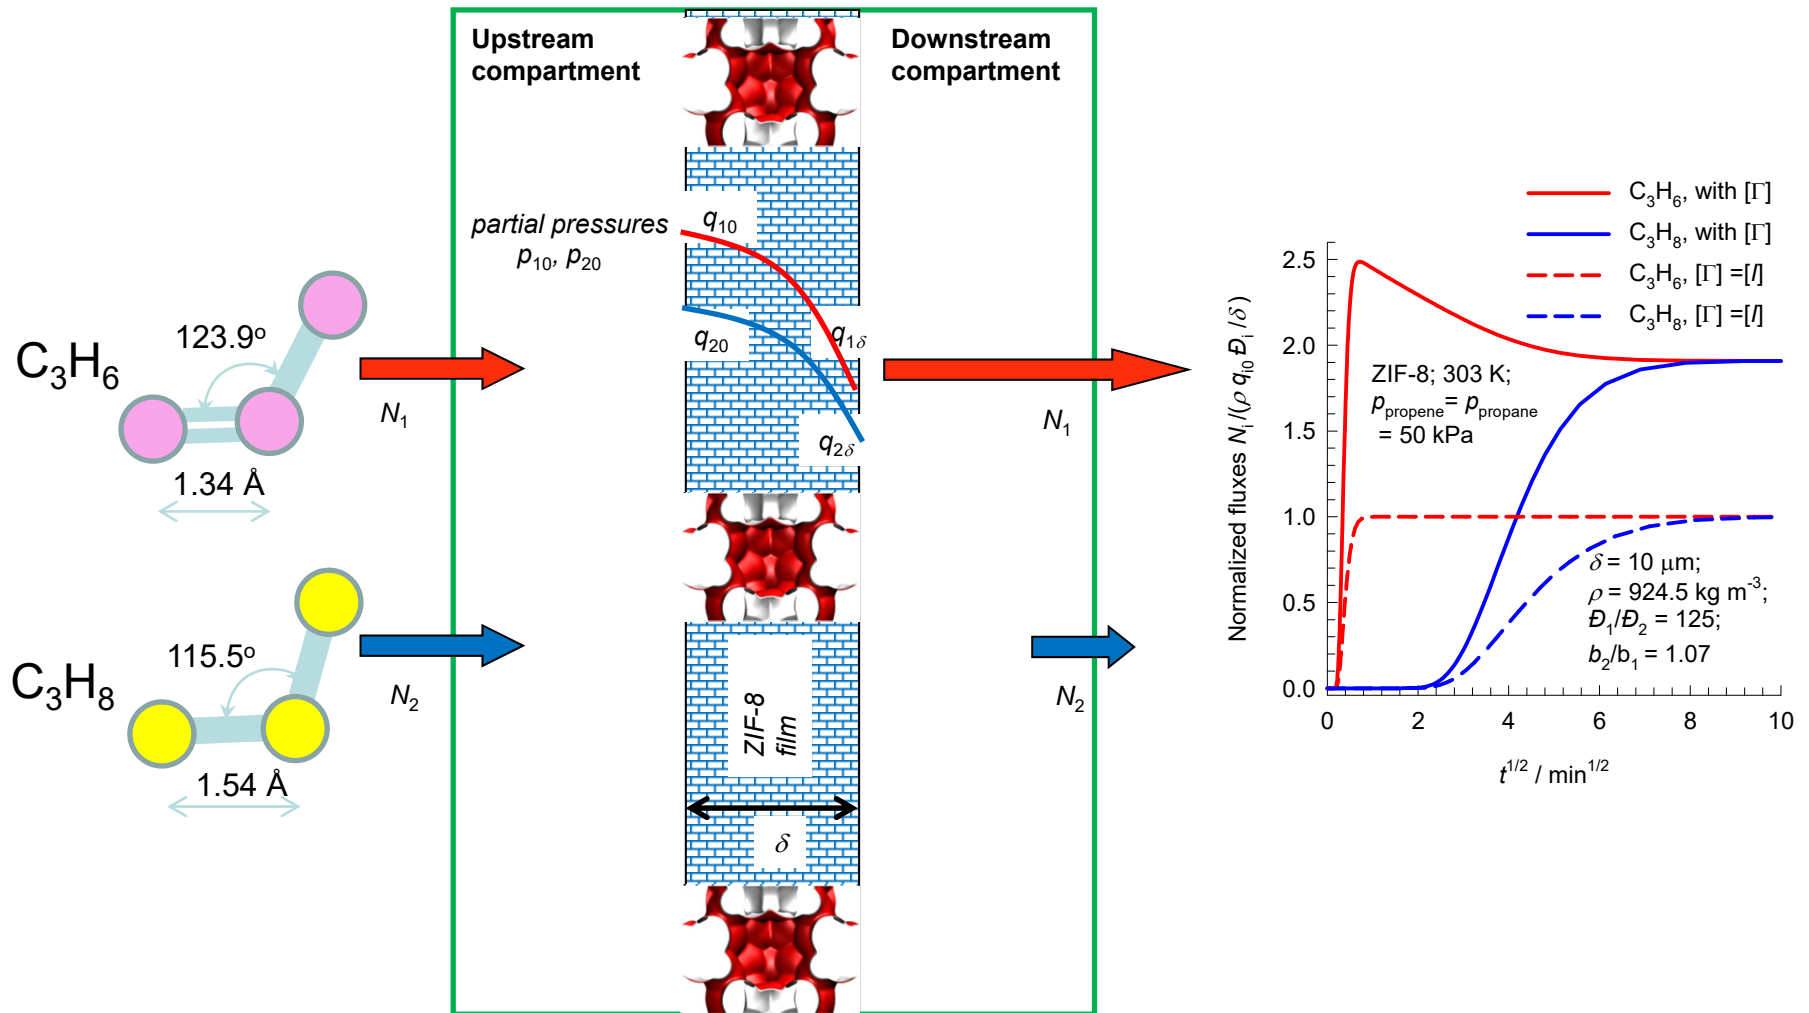 Upstream
compartment
Downstream
compartment
partial pressures
p10, p20
q10
q20
q1δ
q2δ
C3H6
123.9o
1.34 Å
N1
N1
C3H8
115.5o
1.54 Å
N2
N2
ZIF-8
film
δ
C3H6, with [Γ]
C3H8, with [Γ]
C3H6, [Γ] =[I]
C3H8, [Γ] =[I]
Normalized fluxes Ni/(ρ qi0 Đi /δ)
2.5
2.0
1.5
1.0
0.5
0.0
ZIF-8; 303 K;
ppropene= ppropane
= 50 kPa
δ = 10 μm;
ρ = 924.5 kg m-3;
Đ1/Đ2 = 125;
b2/b1 = 1.07
0 2 4 6 8 10
t1/2 / min1/2